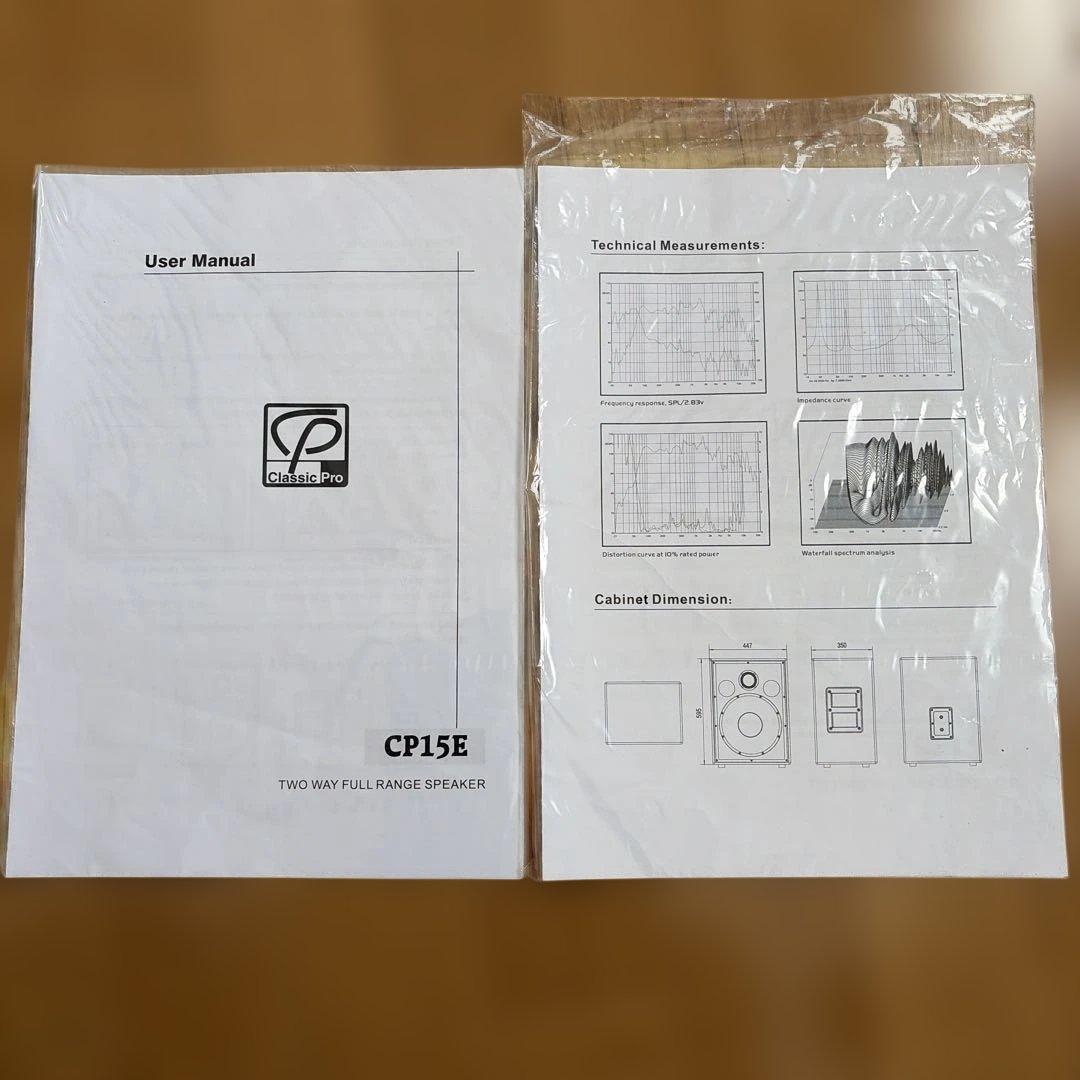 User Manual
CP
Classic Pro
CP15E
TWO WAY FULL RANGE SPEAKER
Technical Measurements:
Frequency response, SPL/2.83v
Impedance curve
Distortion curve at 10% rated power
Waterfall spectrum analysis
Cabinet Dimension:
447
350
595